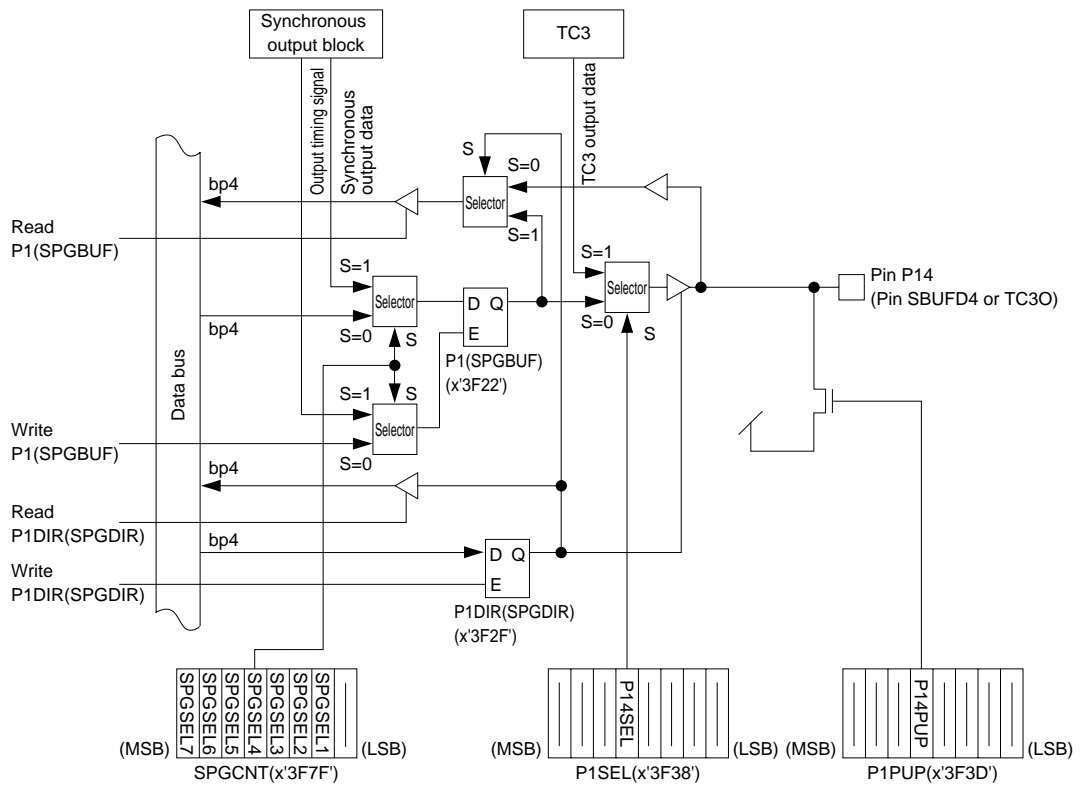 Synchronous
output block
TC3
Output timing signal
Synchronous
output data
TC3 output data
S
S=0
bp4
Selector
Read
P1(SPGBUF)
S=1
S=1
S=1
Selector
D Q
Selector
Pin P14
(Pin SBUFD4 or TC3O)
bp4
S=0
S
E
S=0
S
P1(SPGBUF)
(x'3F22')
Data bus
S=1
S
Selector
Write
P1(SPGBUF)
S=0
bp4
Read
P1DIR(SPGDIR)
bp4
D Q
Write
P1DIR(SPGDIR)
E
P1DIR(SPGDIR)
(x'3F2F')
(MSB)
SPGSEL7
SPGSEL6
SPGSEL5
SPGSEL4
SPGSEL3
SPGSEL2
SPGSEL1
—
(LSB)
SPGCNT(x'3F7F')
(MSB)
—
—
—
P14SEL
—
—
—
—
(LSB)
P1SEL(x'3F38')
(MSB)
—
—
—
P14PUP
—
—
—
—
(LSB)
P1PUP(x'3F3D')